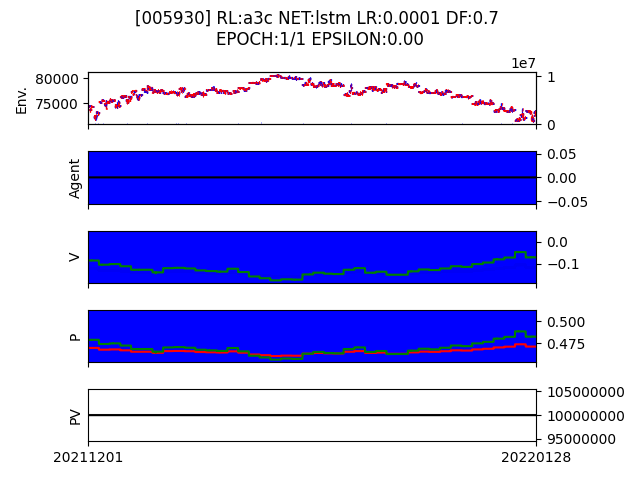 [005930] RL:a3c NET:lstm LR:0.0001 DF:0.7
EPOCH:1/1 EPSILON:0.00
1e7
Env.
80000
75000
1
0
Agent
0.05
0.00
−0.05
V
0.0
−0.1
P
0.500
0.475
PV
105000000
100000000
95000000
20211201
20220128